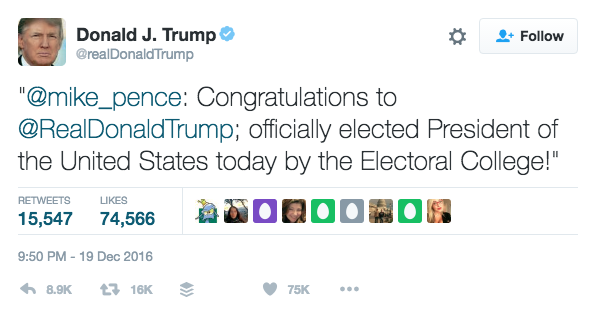 Donald J. Trump
Follow
@realDonaldTrump
"@mike_pence: Congratulations to
@RealDonaldTrump; officially elected President of
the United States today by the Electoral College!"
RETWEETS LIKES
15,547 74,566
9:50 PM - 19 Dec 2016
8.9K 16K 75K